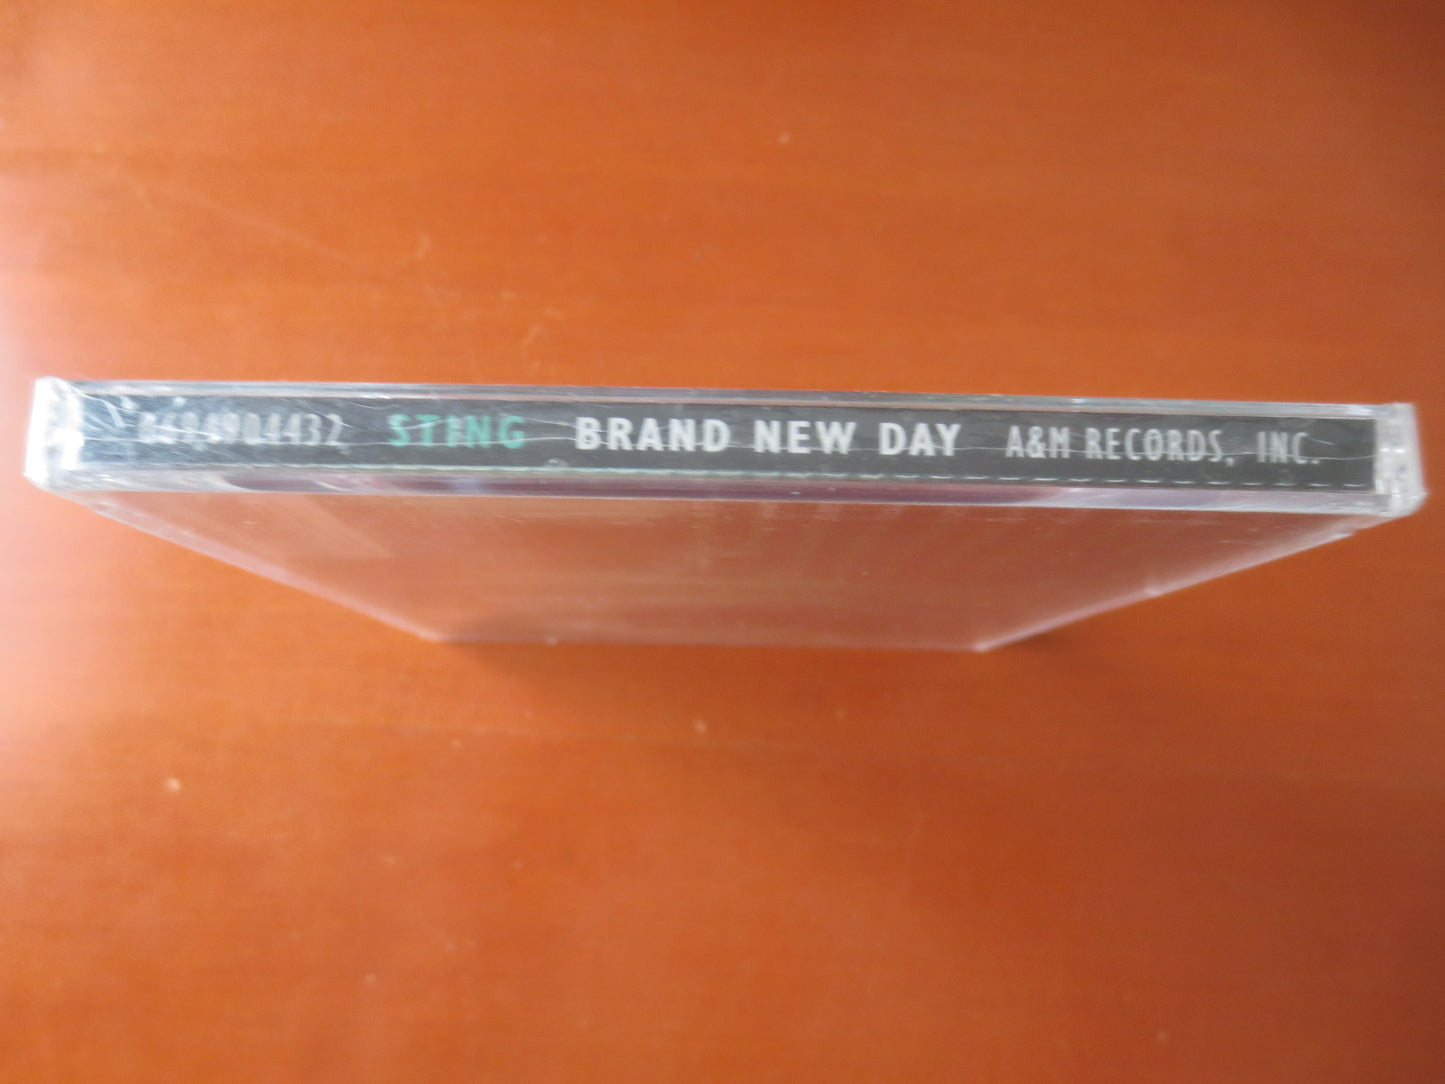 STING BRAND NEW DAY A&M RECORDS, INC.